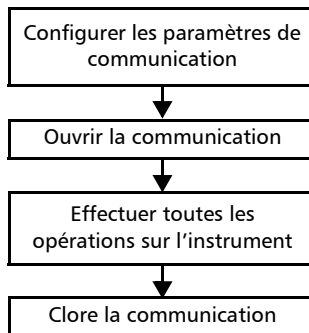 Configurer les paramètres de
communication
Ouvrir la communication
Effectuer toutes les
opérations sur l'instrument
Clore la communication